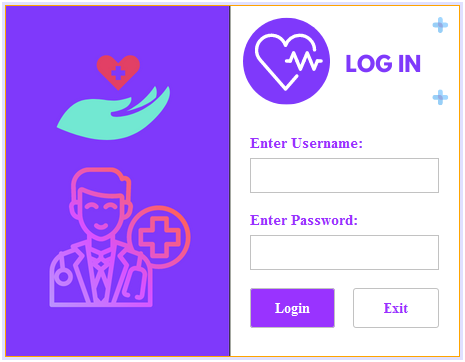 LOG IN
Enter Username:
Enter Password:
Login Exit